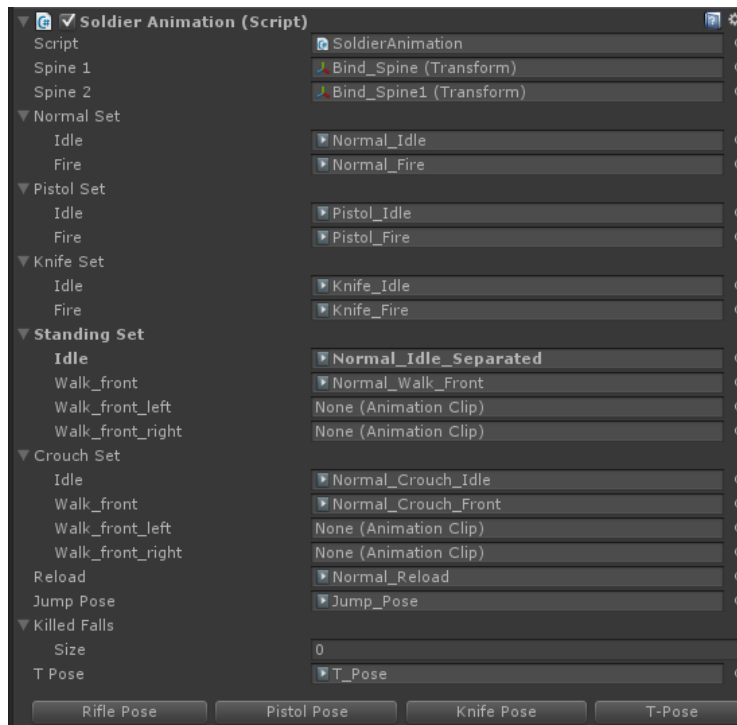 Soldier Animation (Script)
Script SoldierAnimation
Spine 1 Bind_Spine (Transform)
Spine 2 Bind_Spine1 (Transform)
Normal Set
Idle Normal_Idle
Fire Normal_Fire
Pistol Set
Idle Pistol_Idle
Fire Pistol_Fire
Knife Set
Idle Knife_Idle
Fire Knife_Fire
Standing Set
Idle Normal_Idle_Separated
Walk_front Normal_Walk_Front
Walk_front_left None (Animation Clip)
Walk_front_right None (Animation Clip)
Crouch Set
Idle Normal_Crouch_Idle
Walk_front Normal_Crouch_Front
Walk_front_left None (Animation Clip)
Walk_front_right None (Animation Clip)
Reload Normal_Reload
Jump Pose Jump_Pose
Killed Falls
Size 0
T Pose T_Pose
Rifle Pose Pistol Pose Knife Pose T-Pose